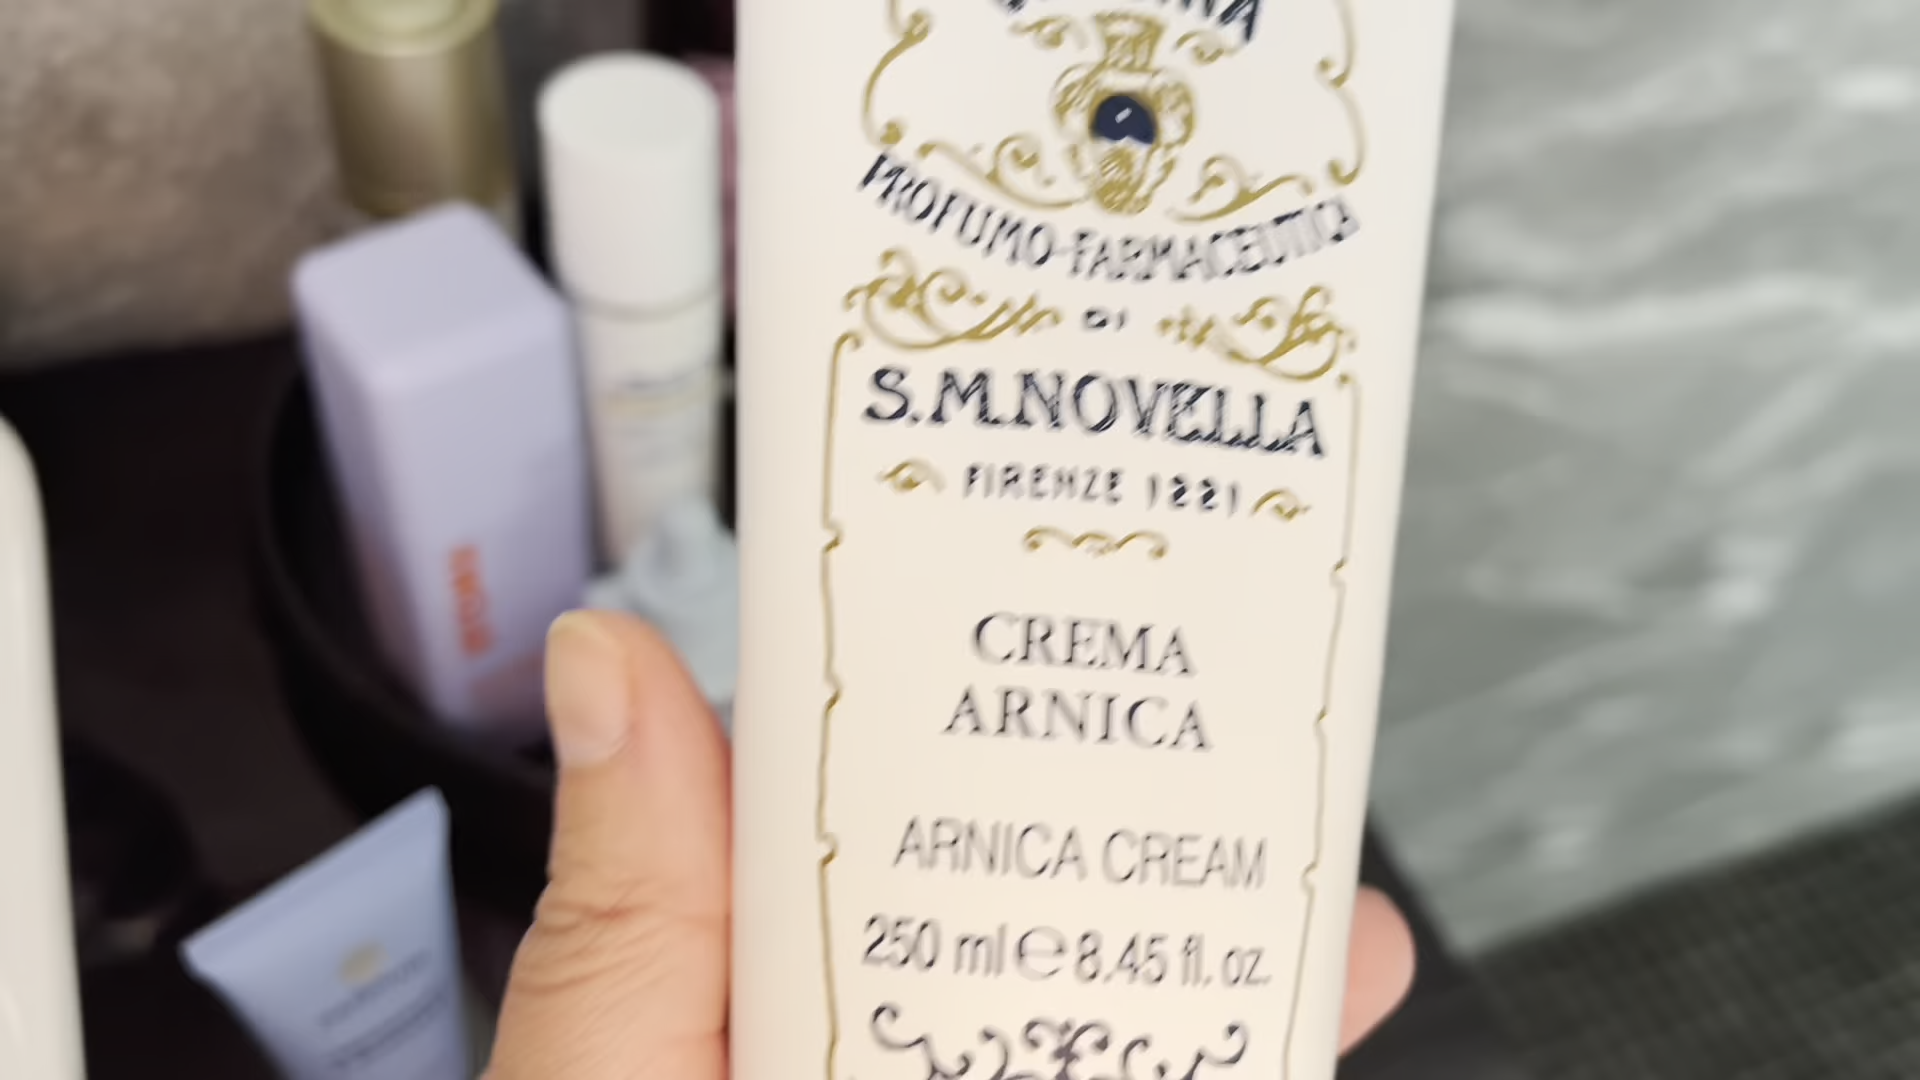 PROFUMO-FARMACEUTICA
DI
S.M.NOVELLA
FIRENZE 1221
CREMA
ARNICA
ARNICA CREAM
250 ml ℮ 8.45 fl. oz.